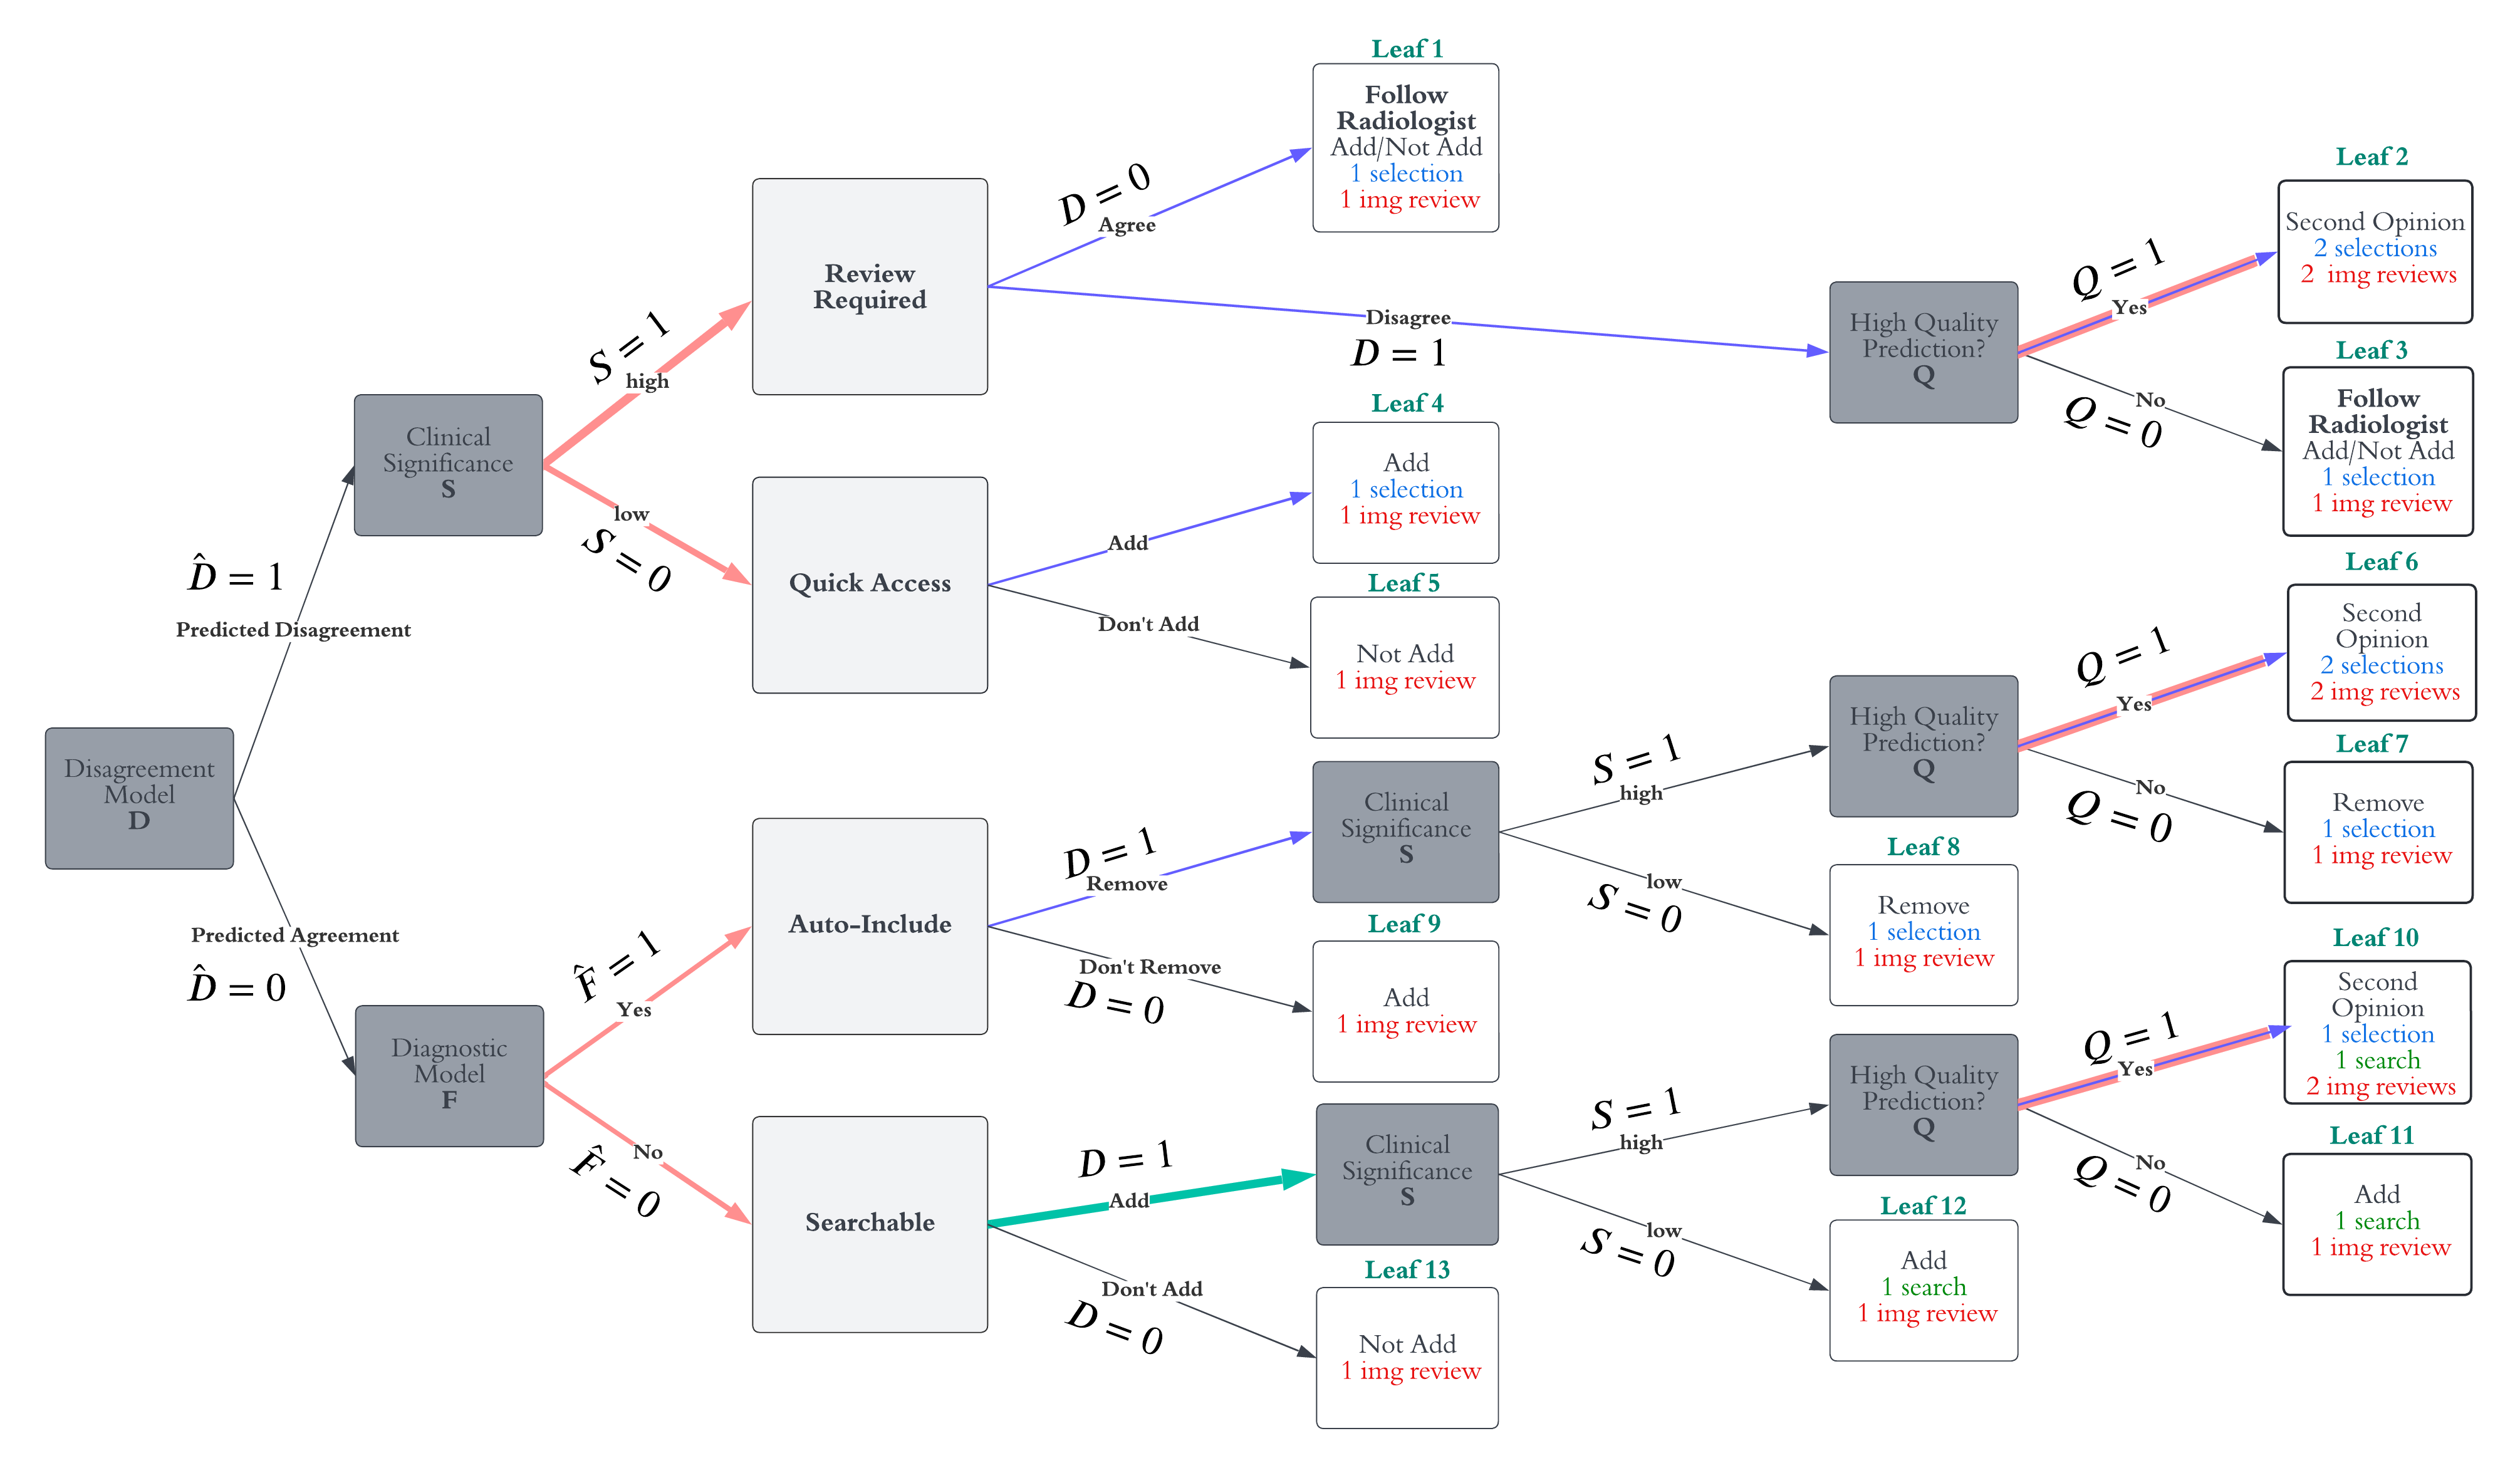 Disagreement
Model
D
D̂ = 1
Predicted Disagreement
Predicted Agreement
D̂ = 0
Clinical
Significance
S
S = 1
high
low
S = 0
Diagnostic
Model
F
F̂ = 1
Yes
No
F̂ = 0
Review
Required
D = 0
Agree
Disagree
D = 1
Quick Access
Add
Don't Add
Auto-Include
D = 1
Remove
Don't Remove
D = 0
Searchable
D = 1
Add
Don't Add
D = 0
Leaf 1
Follow
Radiologist
Add/Not Add
1 selection
1 img review
Leaf 4
Add
1 selection
1 img review
Leaf 5
Not Add
1 img review
Clinical
Significance
S
S = 1
high
low
S = 0
Leaf 9
Add
1 img review
Clinical
Significance
S
S = 1
high
low
S = 0
Leaf 13
Not Add
1 img review
High Quality
Prediction?
Q
Q = 1
Yes
No
Q = 0
High Quality
Prediction?
Q
Q = 1
Yes
No
Q = 0
Leaf 8
Remove
1 selection
1 img review
High Quality
Prediction?
Q
Q = 1
Yes
No
Q = 0
Leaf 12
Add
1 search
1 img review
Leaf 2
Second Opinion
2 selections
2 img reviews
Leaf 3
Follow
Radiologist
Add/Not Add
1 selection
1 img review
Leaf 6
Second
Opinion
2 selections
2 img reviews
Leaf 7
Remove
1 selection
1 img review
Leaf 10
Second
Opinion
1 selection
1 search
2 img reviews
Leaf 11
Add
1 search
1 img review